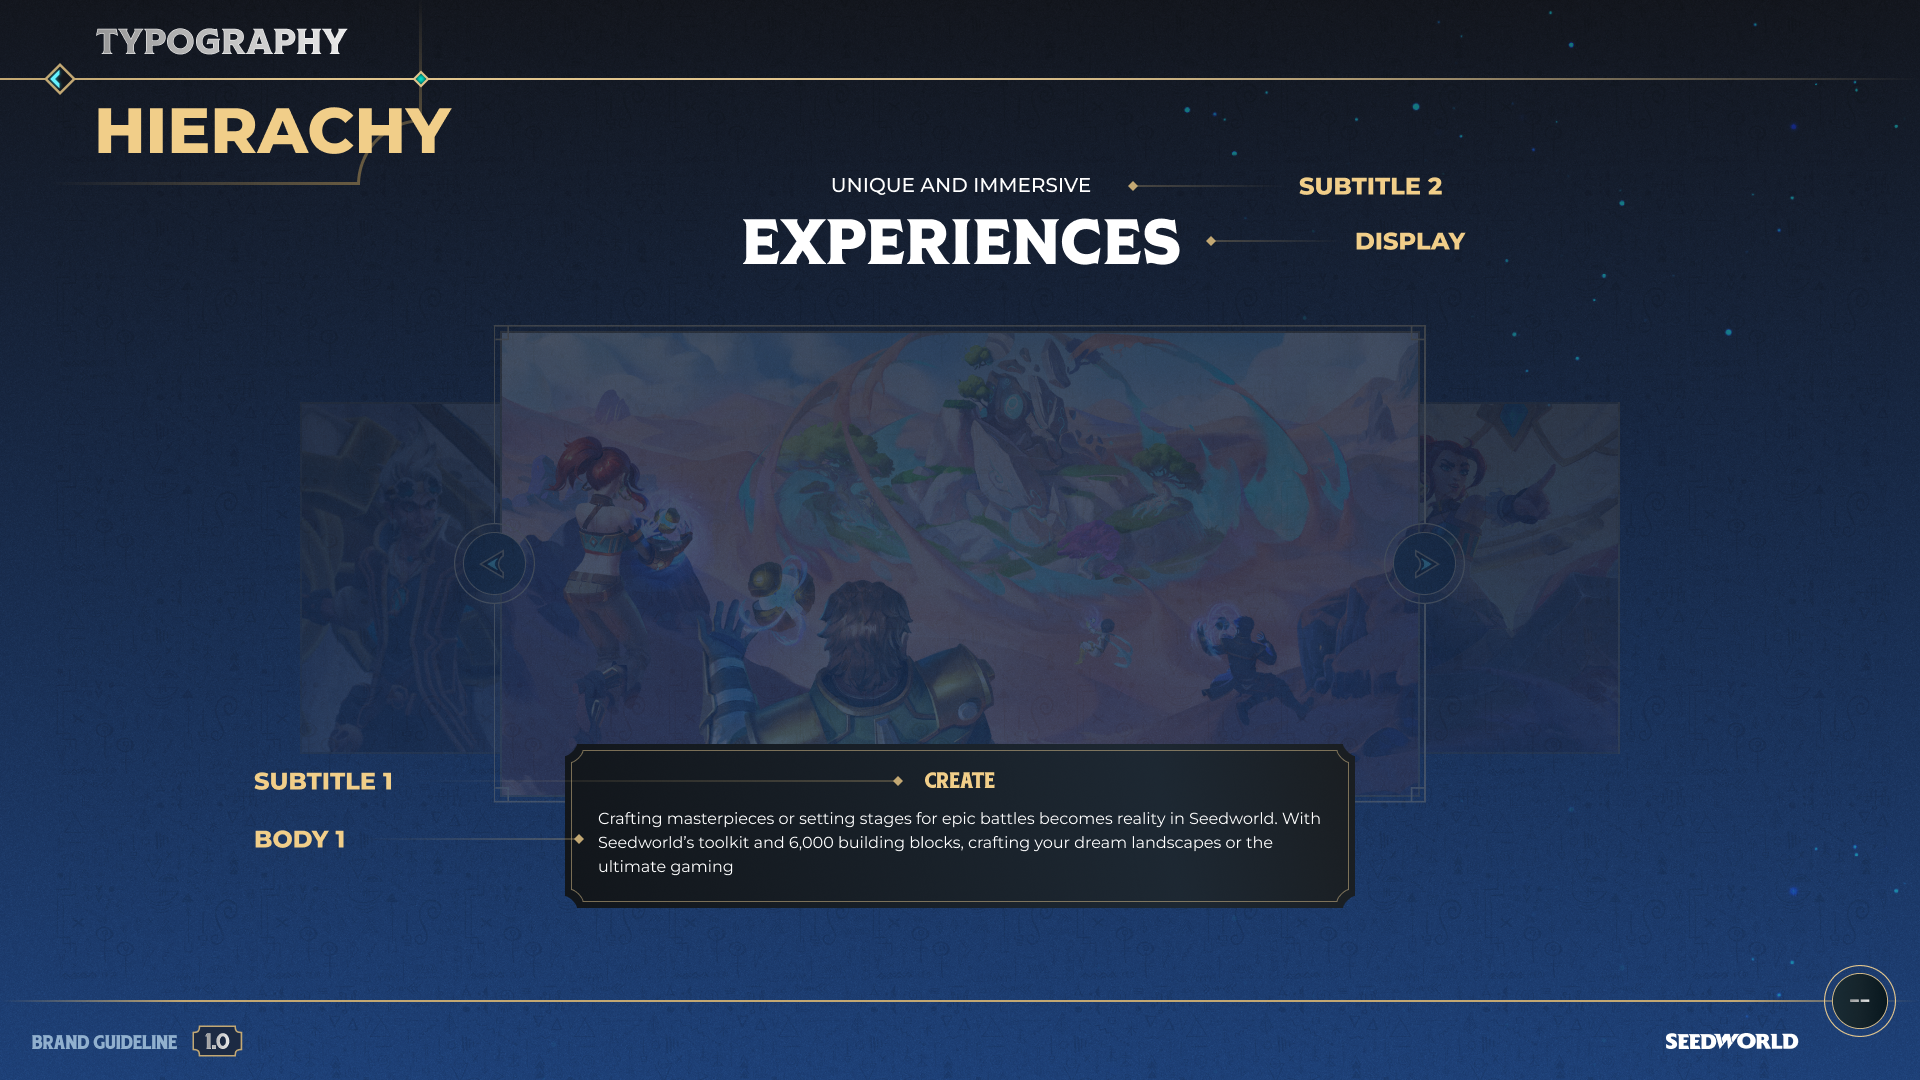 TYPOGRAPHY
HIERACHY
UNIQUE AND IMMERSIVE
SUBTITLE 2
EXPERIENCES
DISPLAY
SUBTITLE 1
CREATE
BODY 1
Crafting masterpieces or setting stages for epic battles becomes reality in Seedworld. With
Seedworld’s toolkit and 6,000 building blocks, crafting your dream landscapes or the
ultimate gaming
--
BRAND GUIDELINE 1.0
SEEDWORLD